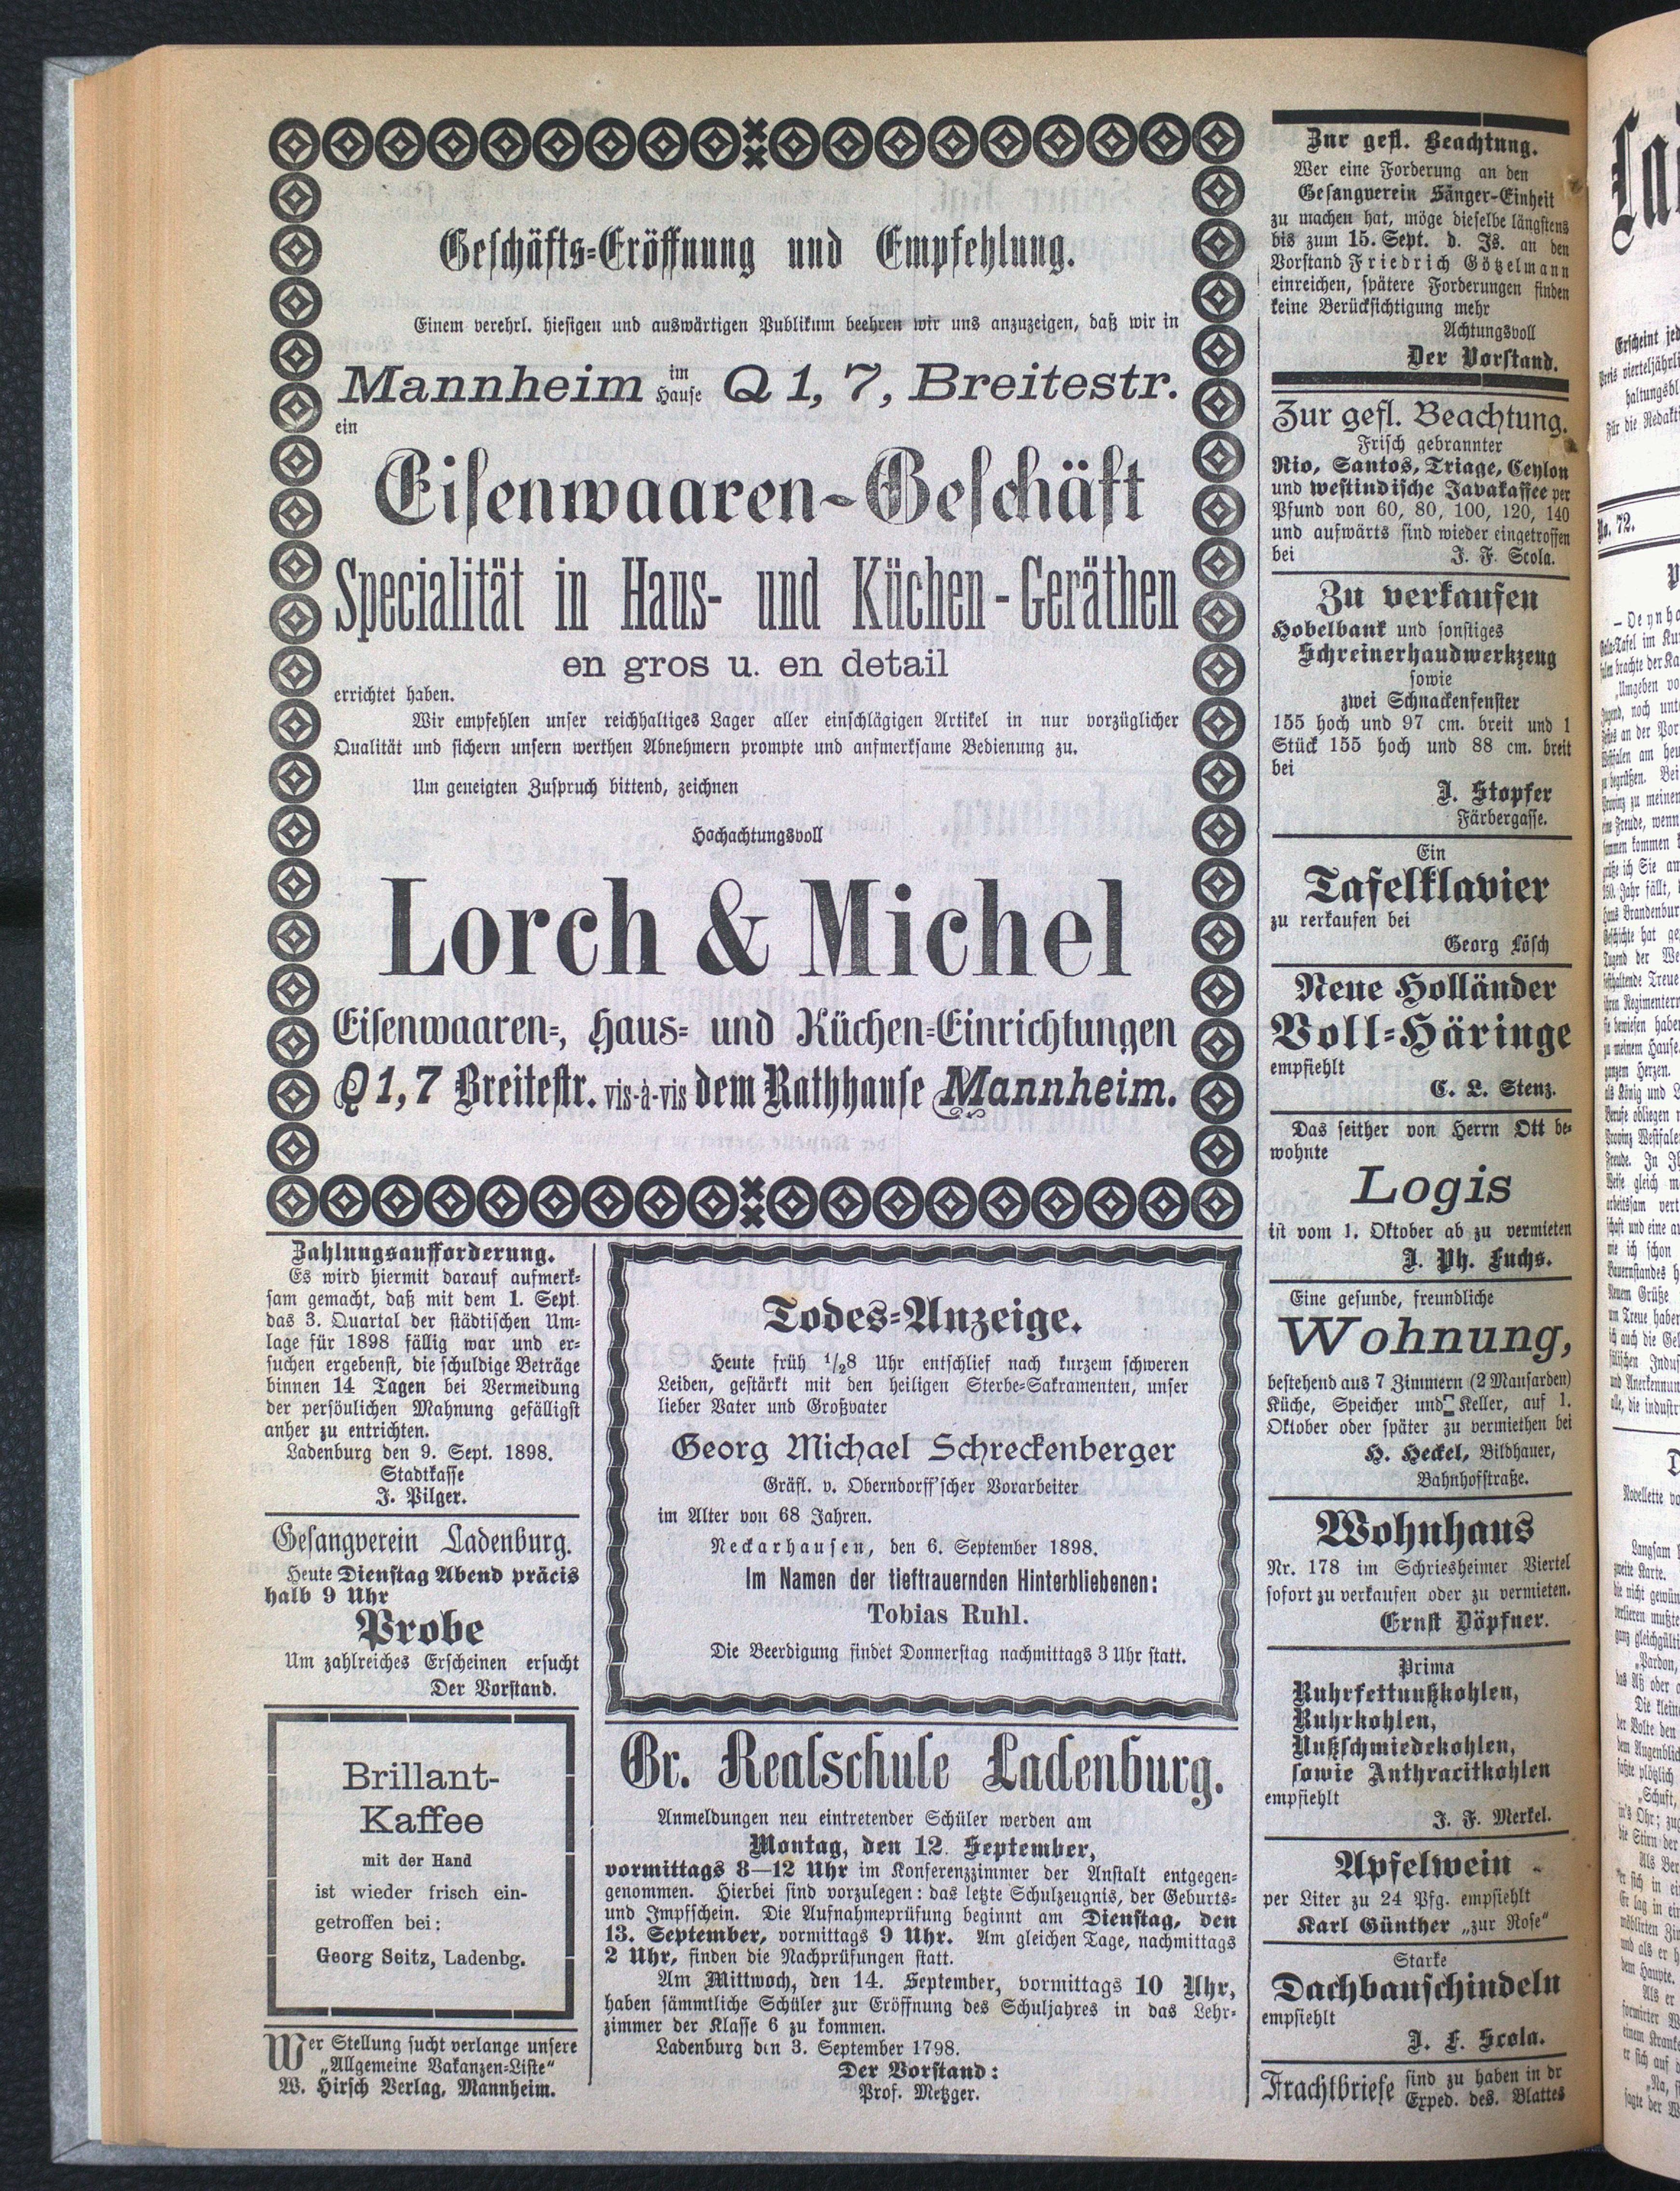 Geschäfts-Eröffnung und Empfehlung.
Einem verehrl. hiesigen und auswärtigen Publikum beehren wir uns anzuzeigen, daß wir in
Mannheim im Hause Q 1, 7, Breitestr.
ein
Eisenwaaren-Geschäft
Specialität in Haus- und Küchen-Geräthen
en gros u. en detail
errichtet haben.
Wir empfehlen unser reichhaltiges Lager aller einschlägigen Artikel in nur vorzüglicher
Qualität und sichern unsern werthen Abnehmern prompte und aufmerksame Bedienung zu.
Um geneigten Zuspruch bittend, zeichnen
Hochachtungsvoll
Lorch & Michel
Eisenwaaren-, Haus- und Küchen-Einrichtungen
Q 1, 7 Breitestr. vis-à-vis dem Rathhause Mannheim.
Zahlungsaufforderung.
Es wird hiermit darauf aufmerk-
sam gemacht, daß mit dem 1. Sept.
das 3. Quartal der städtischen Um-
lage für 1898 fällig war und er-
suchen ergebenst, die schuldige Beträge
binnen 14 Tagen bei Vermeidung
der persöulichen Mahnung gefälligst
anher zu entrichten.
Ladenburg den 9. Sept. 1898.
Stadtkasse
J. Pilger.
Gesangverein Ladenburg.
Heute Dienstag Abend präcis
halb 9 Uhr
Probe
Um zahlreiches Erscheinen ersucht
Der Vorstand.
Brillant-
Kaffee
mit der Hand
ist wieder frisch ein-
getroffen bei:
Georg Seitz, Ladenbg.
Wer Stellung sucht verlange unsere
„Allgemeine Vakanzen-Liste“
W. Hirsch Verlag, Mannheim.
Todes-Anzeige.
Heute früh 1/28 Uhr entschlief nach kurzem schweren
Leiden, gestärkt mit den heiligen Sterbe-Sakramenten, unser
lieber Vater und Großvater
Georg Michael Schreckenberger
Gräfl. v. Oberndorff'scher Vorarbeiter
im Alter von 68 Jahren.
Neckarhausen, den 6. September 1898.
Im Namen der tieftrauernden Hinterbliebenen:
Tobias Ruhl.
Die Beerdigung findet Donnerstag nachmittags 3 Uhr statt.
Gr. Realschule Ladenburg.
Anmeldungen neu eintretender Schüler werden am
Montag, den 12. September,
vormittags 8—12 Uhr im Konferenzzimmer der Anstalt entgegen-
genommen. Hierbei sind vorzulegen: das letzte Schulzeugnis, der Geburts-
und Impfschein. Die Aufnahmeprüfung beginnt am Dienstag, den
13. September, vormittags 9 Uhr. Am gleichen Tage, nachmittags
2 Uhr, finden die Nachprüfungen statt.
Am Mittwoch, den 14. September, vormittags 10 Uhr,
haben sämmtliche Schüler zur Eröffnung des Schuljahres in das Lehr-
zimmer der Klasse 6 zu kommen.
Ladenburg den 3. September 1798.
Der Vorstand:
Prof. Metzger.
Zur gefl. Beachtung.
Wer eine Forderung an den
Gesangverein Sänger-Einheit
zu machen hat, möge dieselbe längstens
bis zum 15. Sept. d. Js. an den
Vorstand Friedrich Götzelmann
einreichen, spätere Forderungen finden
keine Berücksichtigung mehr
Achtungsvoll
Der Vorstand.
Zur gefl. Beachtung.
Frisch gebrannter
Rio, Santos, Triage, Ceylon
und westindische Javakaffee per
Pfund von 60, 80, 100, 120, 140
und aufwärts sind wieder eingetroffen
bei J. F. Scola.
Zu verkaufen
Hobelbank und sonstiges
Schreinerhandwerkzeug
sowie
zwei Schnackenfenster
155 hoch und 97 cm. breit und 1
Stück 155 hoch und 88 cm. breit
bei
J. Stopfer
Färbergasse.
Ein
Tafelklavier
zu rerkaufen bei
Georg Lösch
Neue Holländer
Voll-Häringe
empfiehlt
C. L. Stenz.
Das seither von Herrn Ott be-
wohnte
Logis
ist vom 1. Oktober ab zu vermieten
J. Ph. Fuchs.
Eine gesunde, freundliche
Wohnung,
bestehend aus 7 Zimmern (2 Mansarden)
Küche, Speicher und Keller, auf 1.
Oktober oder später zu vermiethen bei
H. Heckel, Bildhauer,
Bahnhofstraße.
Wohnhaus
Nr. 178 im Schriesheimer Viertel
sofort zu verkaufen oder zu vermieten.
Ernst Döpfner.
Prima
Ruhrfettnußkohlen,
Ruhrkohlen,
Nußschmiedekohlen,
sowie Anthracitkohlen
empfiehlt
J. F. Merkel.
Apfelwein
per Liter zu 24 Pfg. empfiehlt
Karl Günther „zur Rose“
Starke
Dachbauschindeln
empfiehlt
J. F. Scola.
Frachtbriefe sind zu haben in dr
Exped. des. Blattes
No. 72.